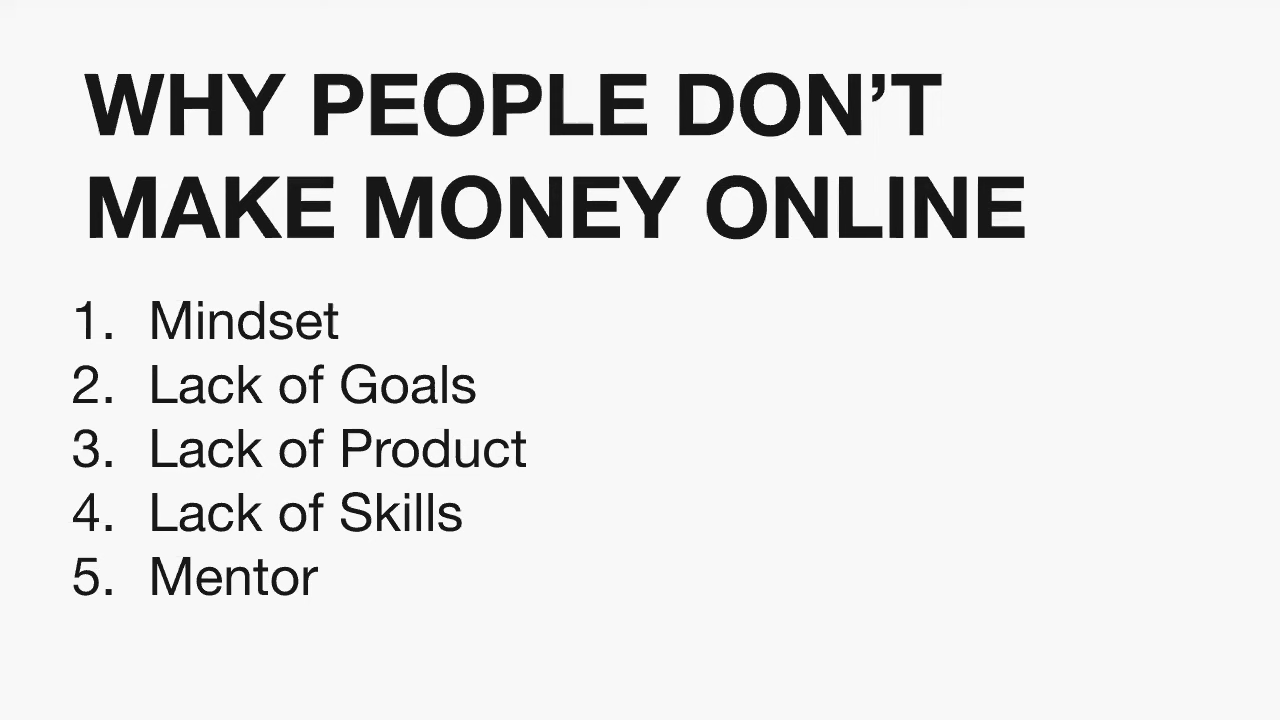 WHY PEOPLE DON’T
MAKE MONEY ONLINE
1. Mindset
2. Lack of Goals
3. Lack of Product
4. Lack of Skills
5. Mentor